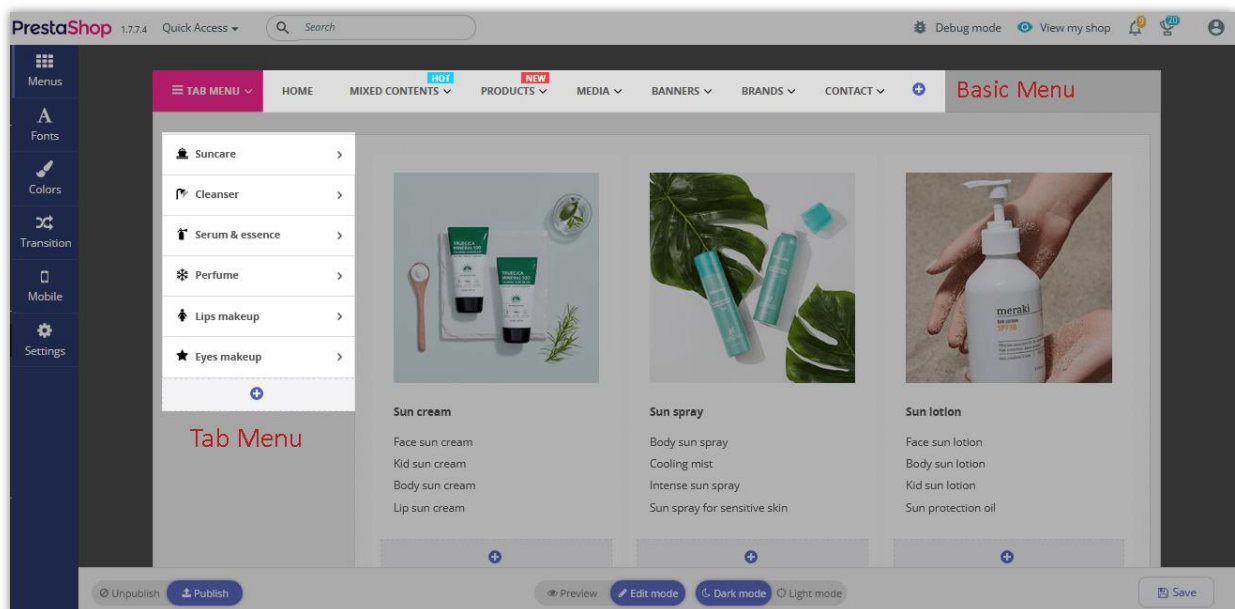 PrestaShop 1.7.7.4 Quick Access Search Debug mode View my shop 20
Menus
Fonts
Colors
Transition
Mobile
Settings
HOT NEW
TAB MENU HOME MIXED CONTENTS PRODUCTS MEDIA BANNERS BRANDS CONTACT Basic Menu
Suncare
Cleanser
Serum & essence
Perfume
Lips makeup
Eyes makeup
Tab Menu
meraki
SUN LOTION
SPF30
Sun cream
Face sun cream
Kid sun cream
Body sun cream
Lip sun cream
Sun spray
Body sun spray
Cooling mist
Intense sun spray
Sun spray for sensitive skin
Sun lotion
Face sun lotion
Body sun lotion
Kid sun lotion
Sun protection oil
Unpublish Publish Preview Edit mode Dark mode Light mode Save